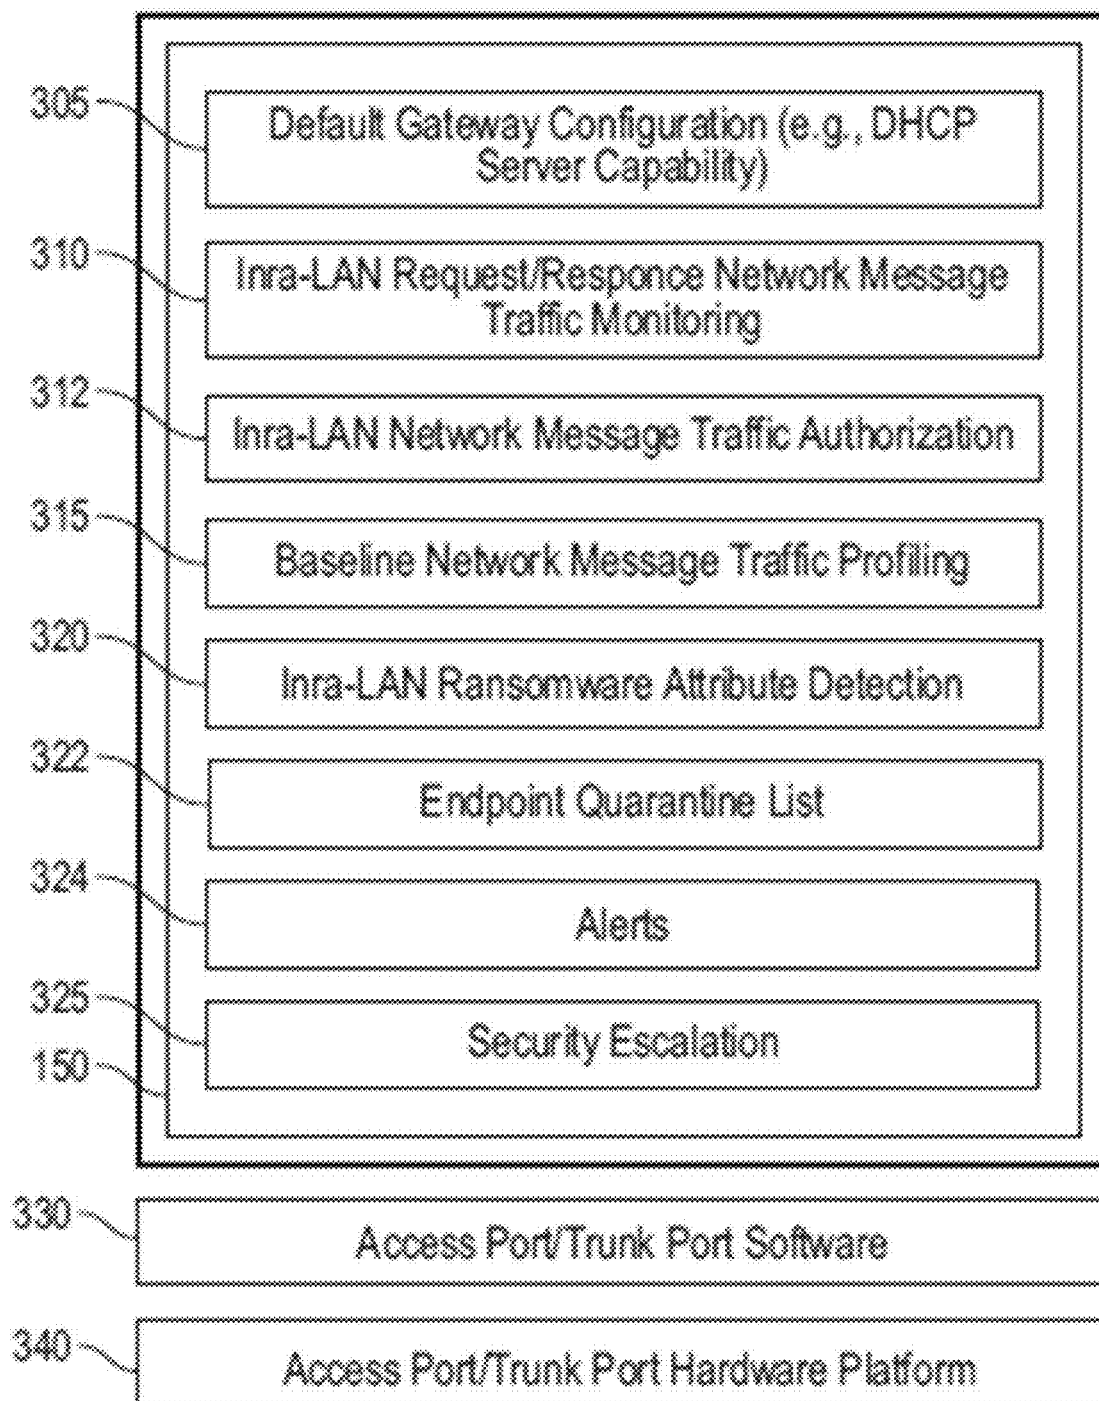 305
Default Gateway Configuration (e.g., DHCP
Server Capability)
310
Inra-LAN Request/Responce Network Message
Traffic Monitoring
312
Inra-LAN Network Message Traffic Authorization
315
Baseline Network Message Traffic Profiling
320
Inra-LAN Ransomware Attribute Detection
322
Endpoint Quarantine List
324
Alerts
325
Security Escalation
150
330
Access Port/Trunk Port Software
340
Access Port/Trunk Port Hardware Platform